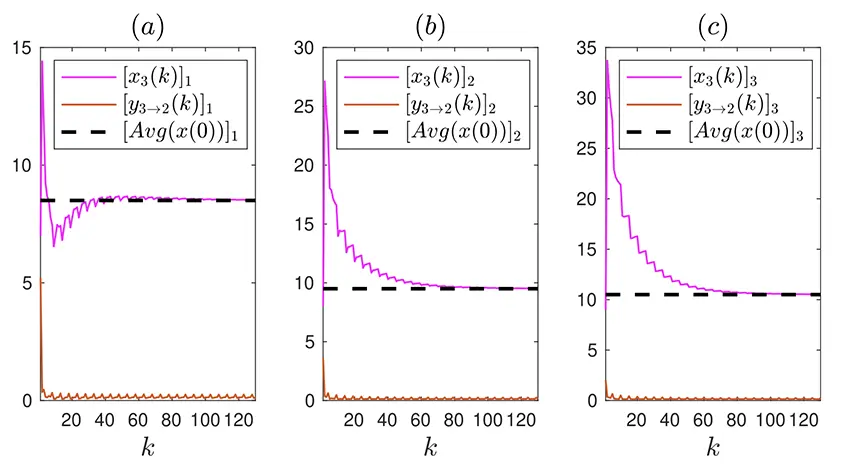 (a)
15
10
5
0
[x₃(k)]₁
[y₃→₂(k)]₁
[Avg(x(0))]₁
20 40 60 80 100 120
k
(b)
30
25
20
15
10
5
0
[x₃(k)]₂
[y₃→₂(k)]₂
[Avg(x(0))]₂
20 40 60 80 100 120
k
(c)
35
30
25
20
15
10
5
0
[x₃(k)]₃
[y₃→₂(k)]₃
[Avg(x(0))]₃
20 40 60 80 100 120
k